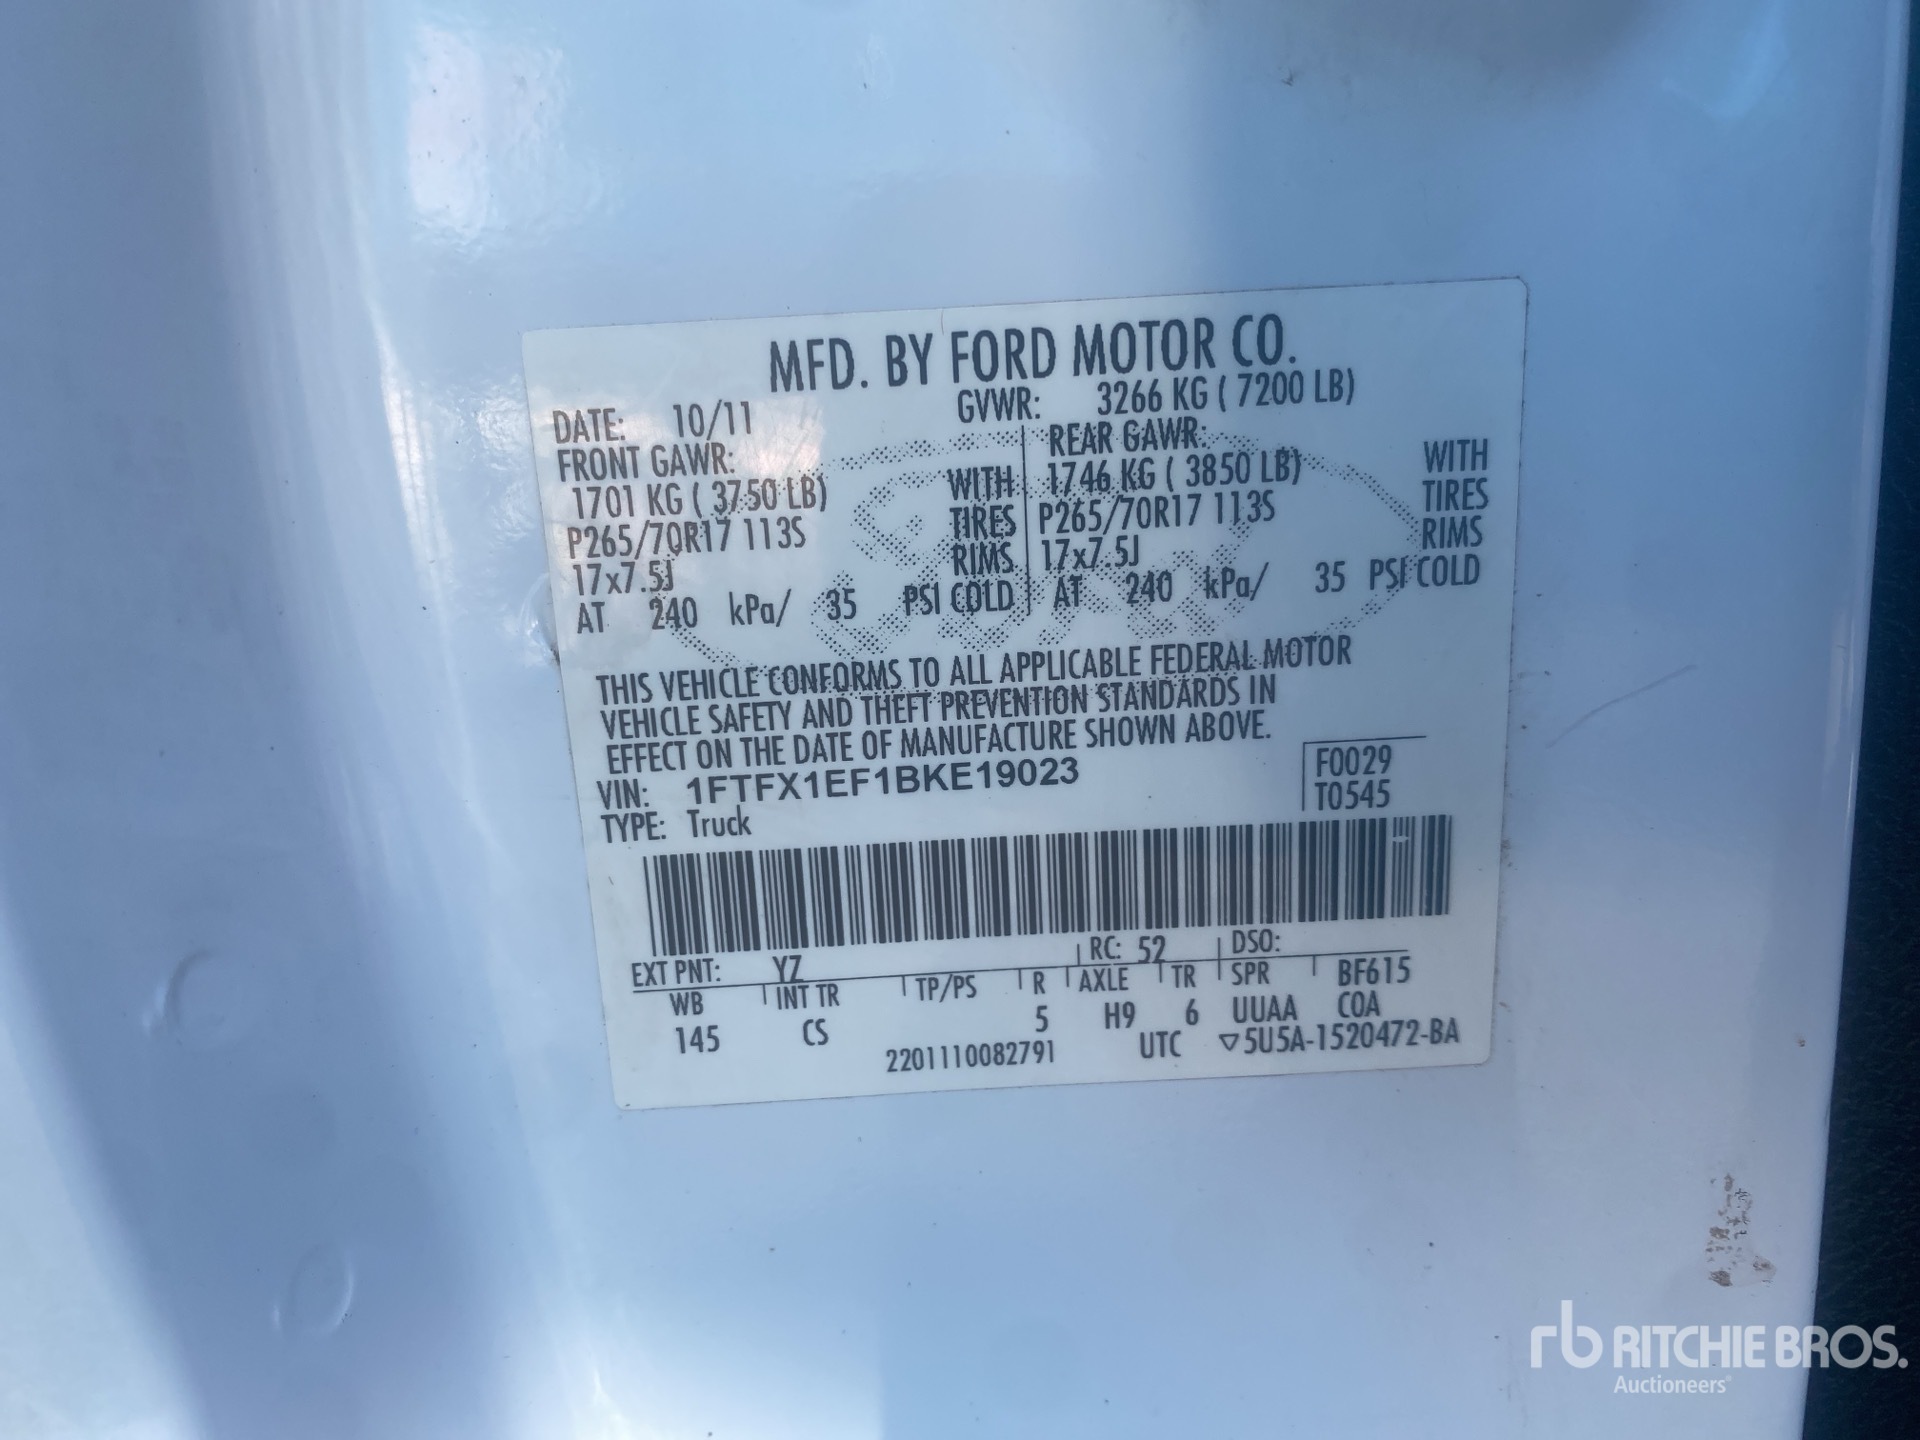 MFD. BY FORD MOTOR CO.
DATE: 10/11 GVWR: 3266 KG ( 7200 LB)
FRONT GAWR: REAR GAWR:
1701 KG ( 3750 LB) WITH 1746 KG ( 3850 LB) WITH
P265/70R17 113S TIRES P265/70R17 113S TIRES
17x7.5J RIMS 17x7.5J RIMS
AT 240 kPa/ 35 PSI COLD AT 240 kPa/ 35 PSI COLD
THIS VEHICLE CONFORMS TO ALL APPLICABLE FEDERAL MOTOR
VEHICLE SAFETY AND THEFT PREVENTION STANDARDS IN
EFFECT ON THE DATE OF MANUFACTURE SHOWN ABOVE.
VIN: 1FTFX1EF1BKE19023 F0029
TYPE: Truck T0545
EXT PNT: YZ RC: 52 DSO:
WB INT TR TP/PS R AXLE TR SPR BF615
145 CS 5 H9 6 UUAA COA
2201110082791 UTC ▽5U5A-1520472-BA
rb RITCHIE BROS.
Auctioneers